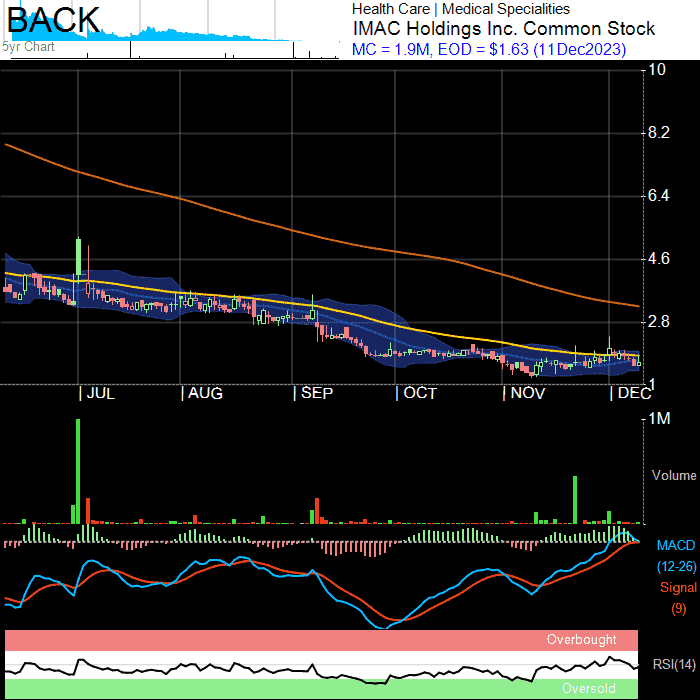 BACK
5yr Chart
Health Care | Medical Specialities
IMAC Holdings Inc. Common Stock
MC = 1.9M, EOD = $1.63 (11Dec2023)
10
8.2
6.4
4.6
2.8
1
| JUL | AUG | SEP | OCT | NOV | DEC
1M
Volume
MACD
(12-26)
Signal
(9)
Overbought
RSI(14)
Oversold